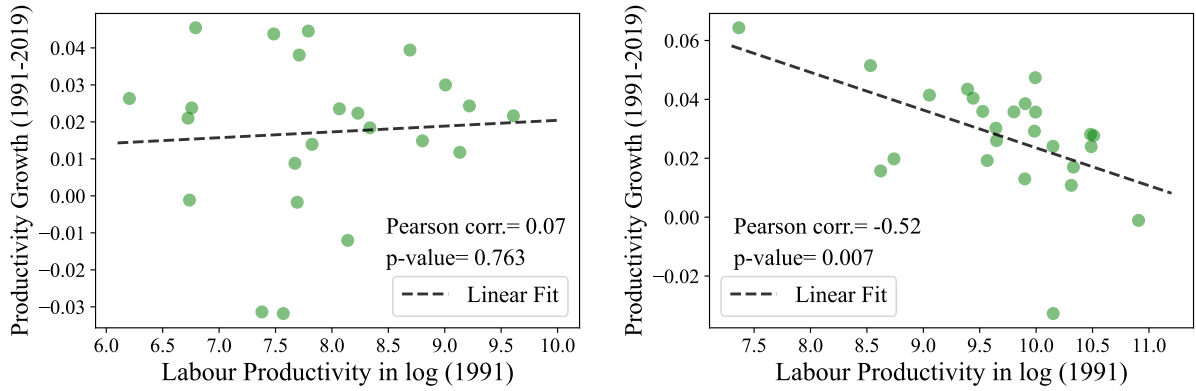 Productivity Growth (1991-2019)
0.04
0.03
0.02
0.01
0.00
−0.01
−0.02
−0.03
Pearson corr.= 0.07
p-value= 0.763
Linear Fit
6.0 6.5 7.0 7.5 8.0 8.5 9.0 9.5 10.0
Labour Productivity in log (1991)
Productivity Growth (1991-2019)
0.06
0.04
0.02
0.00
−0.02
Pearson corr.= -0.52
p-value= 0.007
Linear Fit
7.5 8.0 8.5 9.0 9.5 10.0 10.5 11.0
Labour Productivity in log (1991)